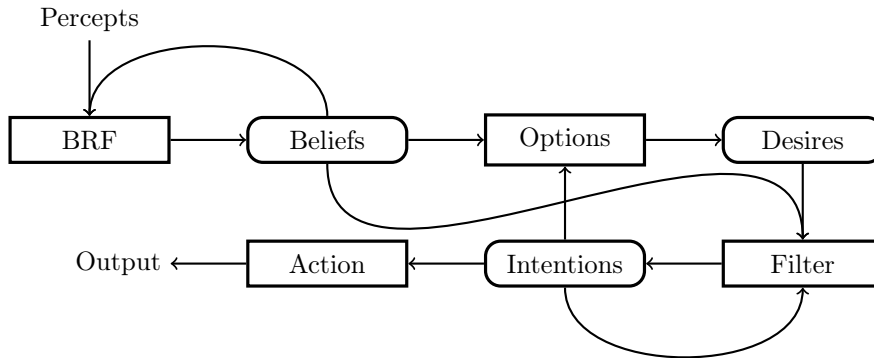 Percepts
BRF
Beliefs
Options
Desires
Output
Action
Intentions
Filter